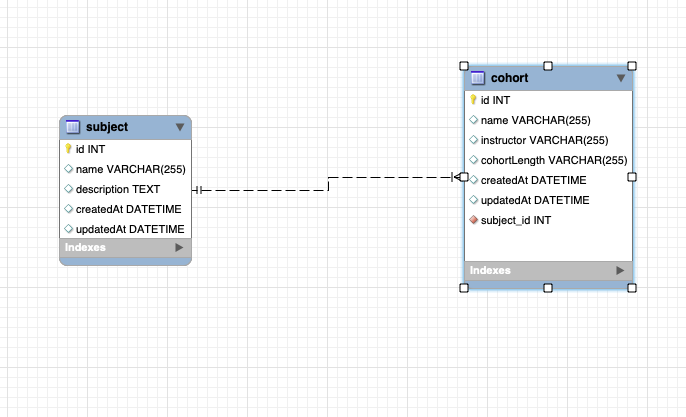 subject
id INT
name VARCHAR(255)
description TEXT
createdAt DATETIME
updatedAt DATETIME
Indexes
cohort
id INT
name VARCHAR(255)
instructor VARCHAR(255)
cohortLength VARCHAR(255)
createdAt DATETIME
updatedAt DATETIME
subject_id INT
Indexes